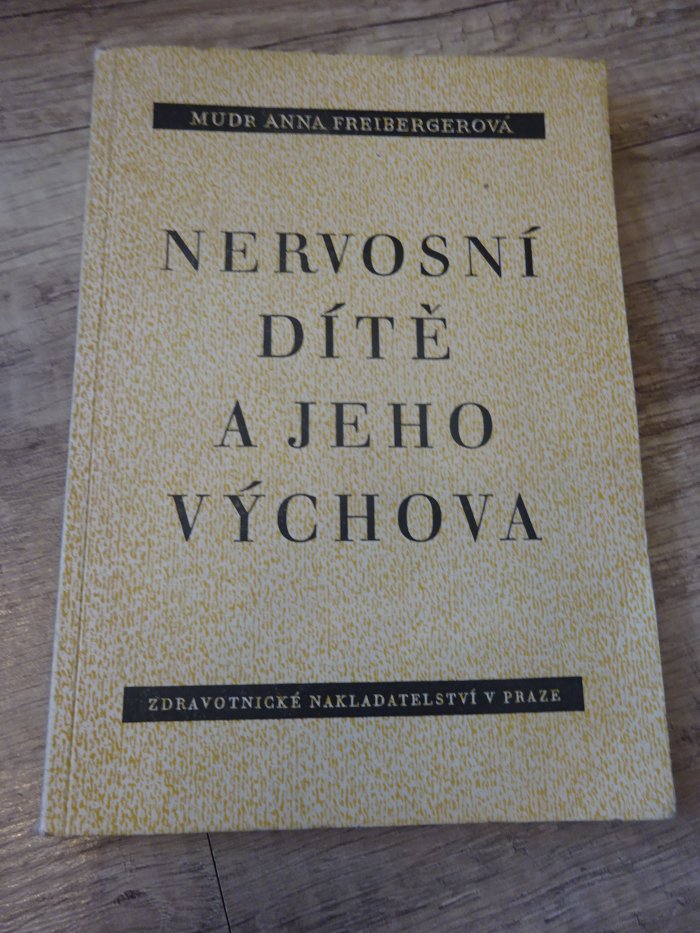 MUDR ANNA FREIBERGEROVÁ
NERVOSNÍ
DÍTĚ
A JEHO
VÝCHOVA
ZDRAVOTNICKÉ NAKLADATELSTVÍ V PRAZE